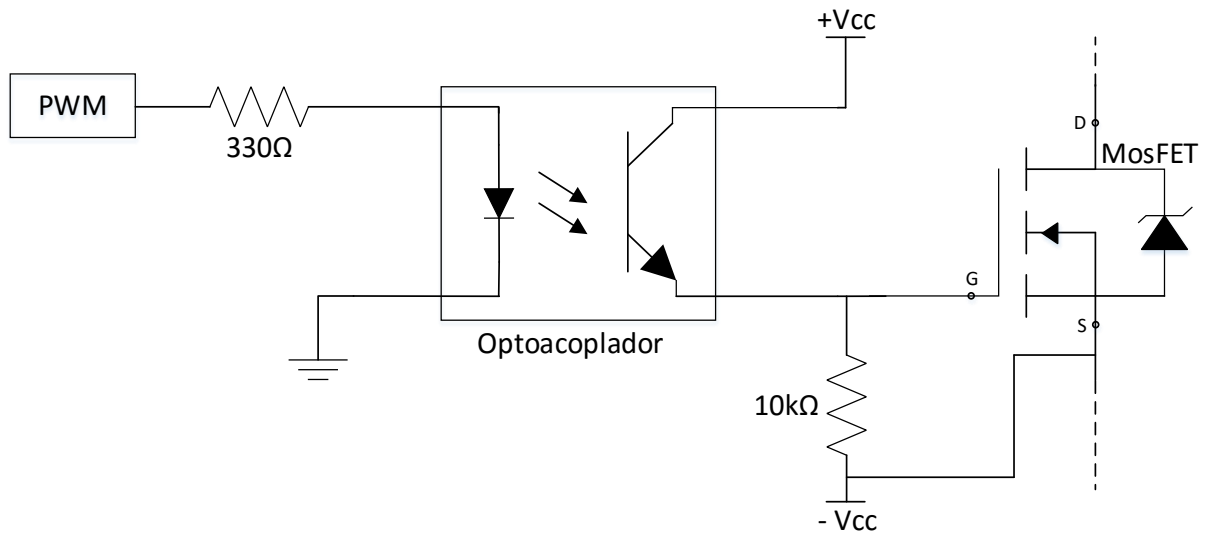 +Vcc
PWM
330Ω
D
MosFET
G
S
Optoacoplador
10kΩ
- Vcc